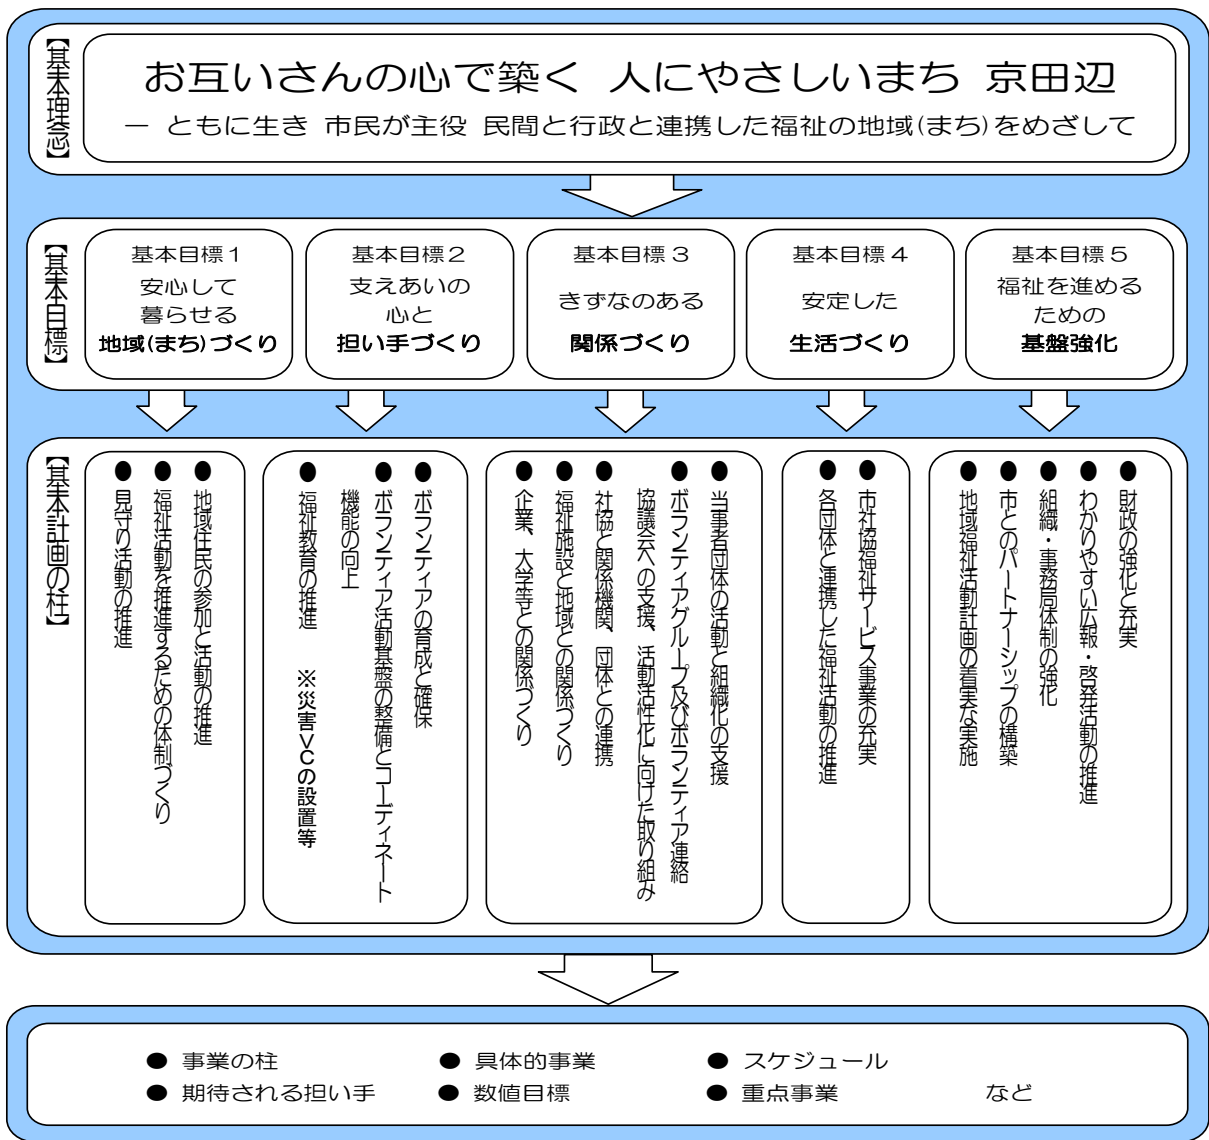 【基本理念】
お互いさんの心で築く 人にやさしいまち 京田辺
― ともに生き 市民が主役 民間と行政と連携した福祉の地域(まち)をめざして
【基本目標】
基本目標1
安心して
暮らせる
地域(まち)づくり
基本目標2
支えあいの
心と
担い手づくり
基本目標3
きずなのある
関係づくり
基本目標4
安定した
生活づくり
基本目標5
福祉を進める
ための
基盤強化
【基本計画の柱】
●地域住民の参加と活動の推進
●福祉活動を推進するための体制づくり
●見守り活動の推進
●ボランティアの育成と確保
●ボランティア活動基盤の整備とコーディネート
機能の向上
●福祉教育の推進 ※災害VCの設置等
●当事者団体の活動と組織化の支援
●ボランティアグループ及びボランティア連絡
協議会への支援、活動活性化に向けた取り組み
●社協と関係機関、団体との連携
●福祉施設と地域との関係づくり
●企業、大学等との関係づくり
●市社協福祉サービス事業の充実
●各団体と連携した福祉活動の推進
●財政の強化と充実
●わかりやすい広報・啓発活動の推進
●組織・事務局体制の強化
●市とのパートナーシップの構築
●地域福祉活動計画の着実な実施
● 事業の柱 ● 具体的事業 ● スケジュール
● 期待される担い手 ● 数値目標 ● 重点事業 など